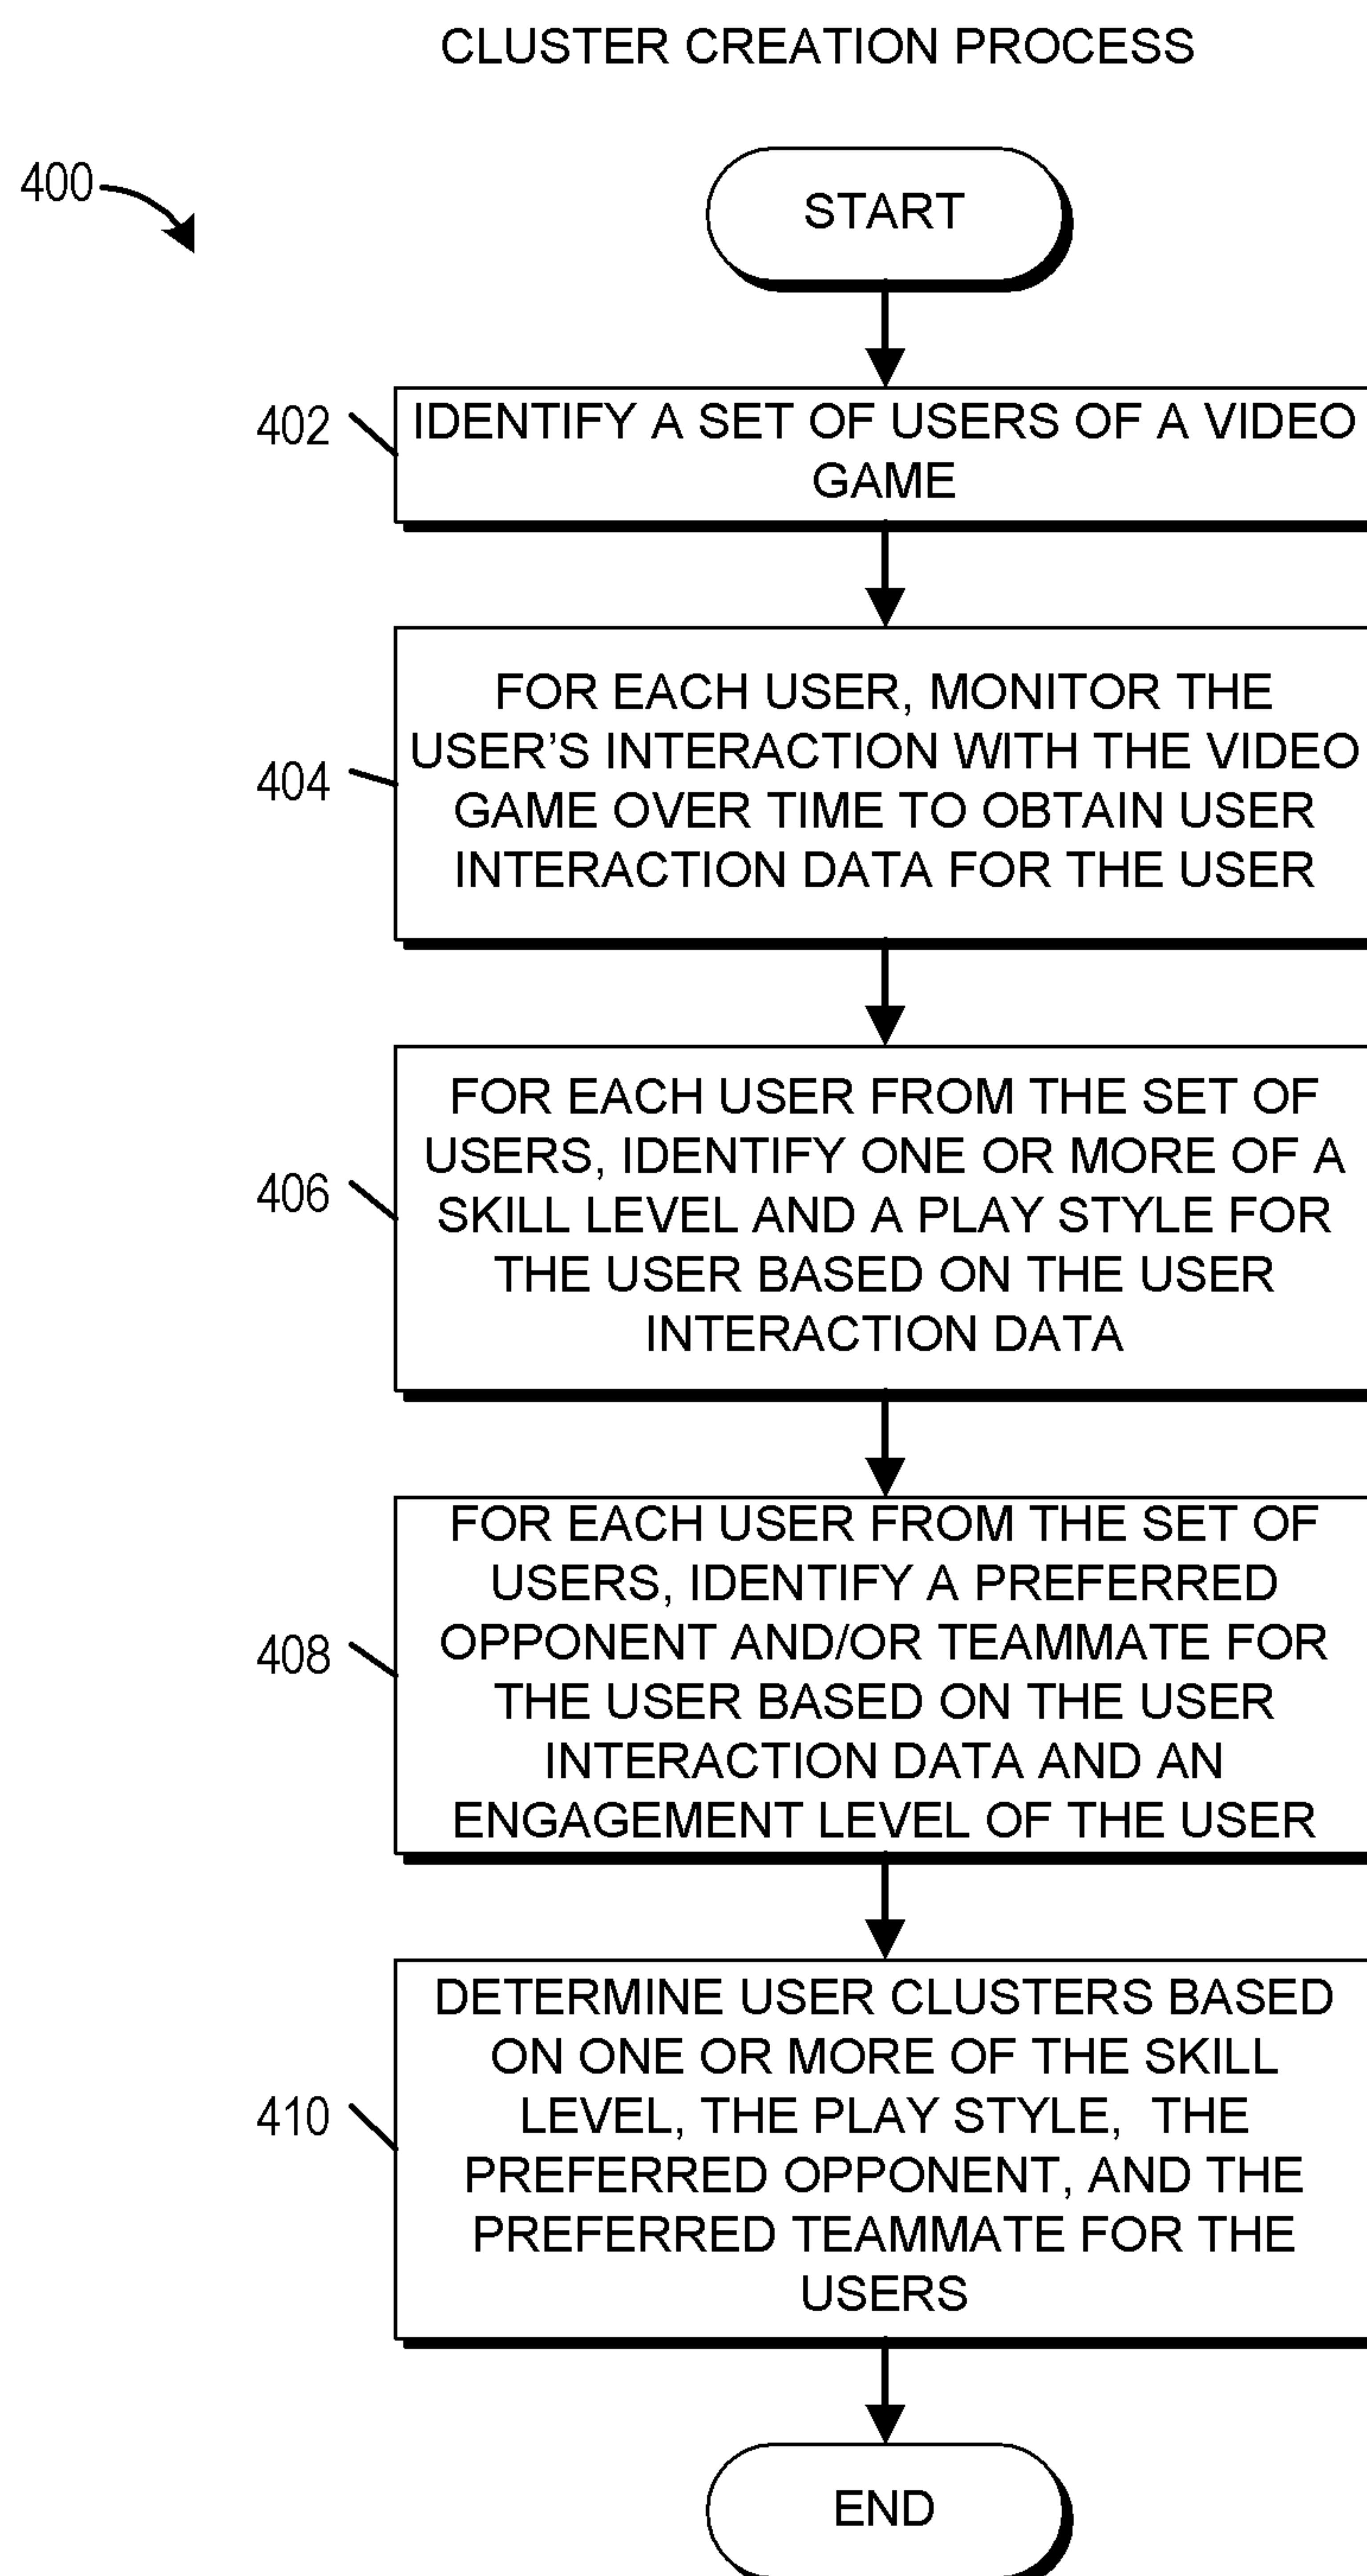 CLUSTER CREATION PROCESS
400
START
402
IDENTIFY A SET OF USERS OF A VIDEO
GAME
404
FOR EACH USER, MONITOR THE
USER’S INTERACTION WITH THE VIDEO
GAME OVER TIME TO OBTAIN USER
INTERACTION DATA FOR THE USER
406
FOR EACH USER FROM THE SET OF
USERS, IDENTIFY ONE OR MORE OF A
SKILL LEVEL AND A PLAY STYLE FOR
THE USER BASED ON THE USER
INTERACTION DATA
408
FOR EACH USER FROM THE SET OF
USERS, IDENTIFY A PREFERRED
OPPONENT AND/OR TEAMMATE FOR
THE USER BASED ON THE USER
INTERACTION DATA AND AN
ENGAGEMENT LEVEL OF THE USER
410
DETERMINE USER CLUSTERS BASED
ON ONE OR MORE OF THE SKILL
LEVEL, THE PLAY STYLE,  THE
PREFERRED OPPONENT, AND THE
PREFERRED TEAMMATE FOR THE
USERS
END